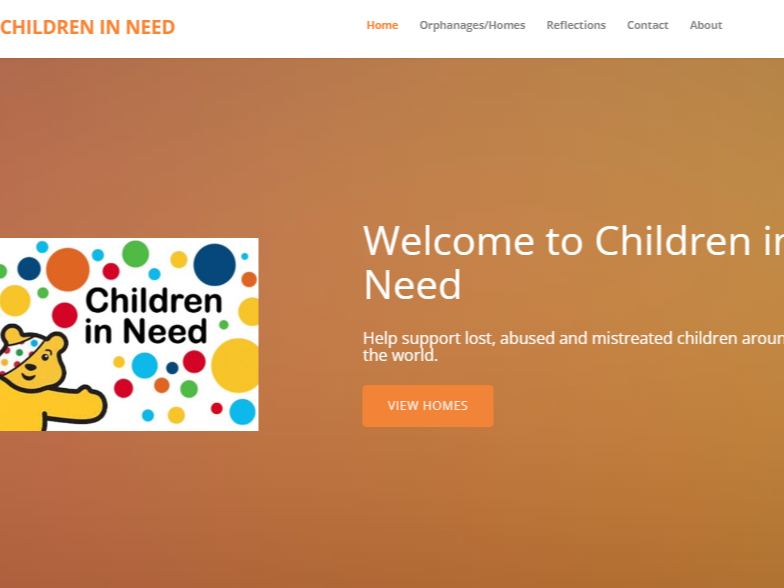 CHILDREN IN NEED
Home Orphanages/Homes Reflections Contact About
Welcome to Children in
Need
Help support lost, abused and mistreated children aroun
the world.
VIEW HOMES
Children
in Need